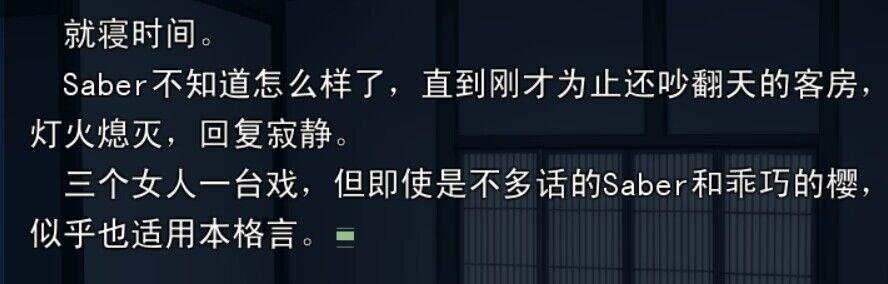 就寝时间。
Saber不知道怎么样了，直到刚才为止还吵翻天的客房，
灯火熄灭，回复寂静。
三个女人一台戏，但即使是不多话的Saber和乖巧的樱，
似乎也适用本格言。